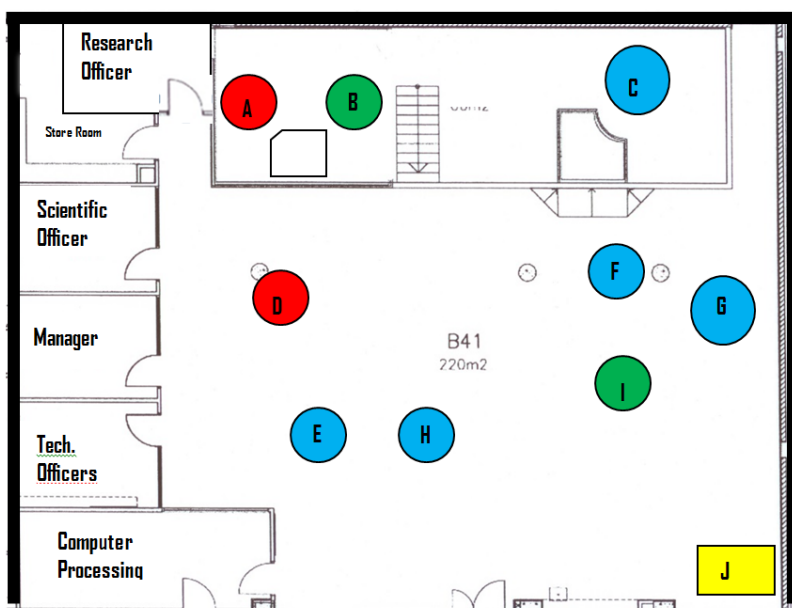 Research
Officer
A
B
C
Store Room
Scientific
Officer
F
D
G
Manager
B41
220m2
I
E
H
Tech.
Officers
Computer
Processing
J